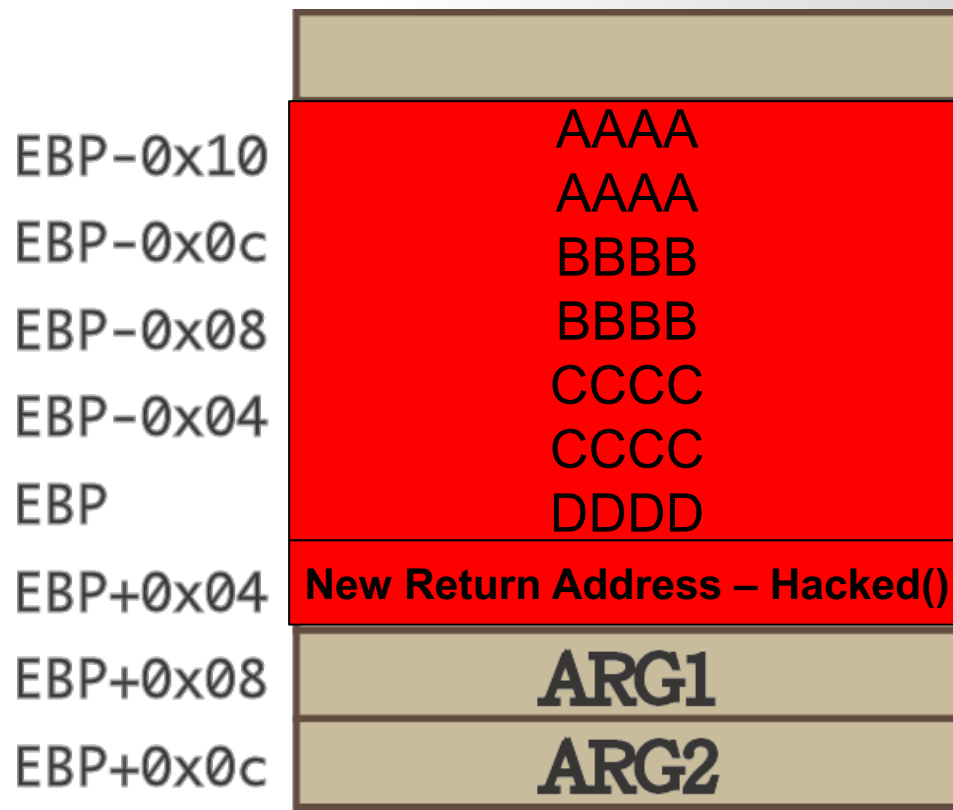 EBP-0x10
AAAA
AAAA
EBP-0x0c
BBBB
EBP-0x08
BBBB
CCCC
EBP-0x04
CCCC
EBP
DDDD
EBP+0x04 New Return Address – Hacked()
EBP+0x08 ARG1
EBP+0x0c ARG2